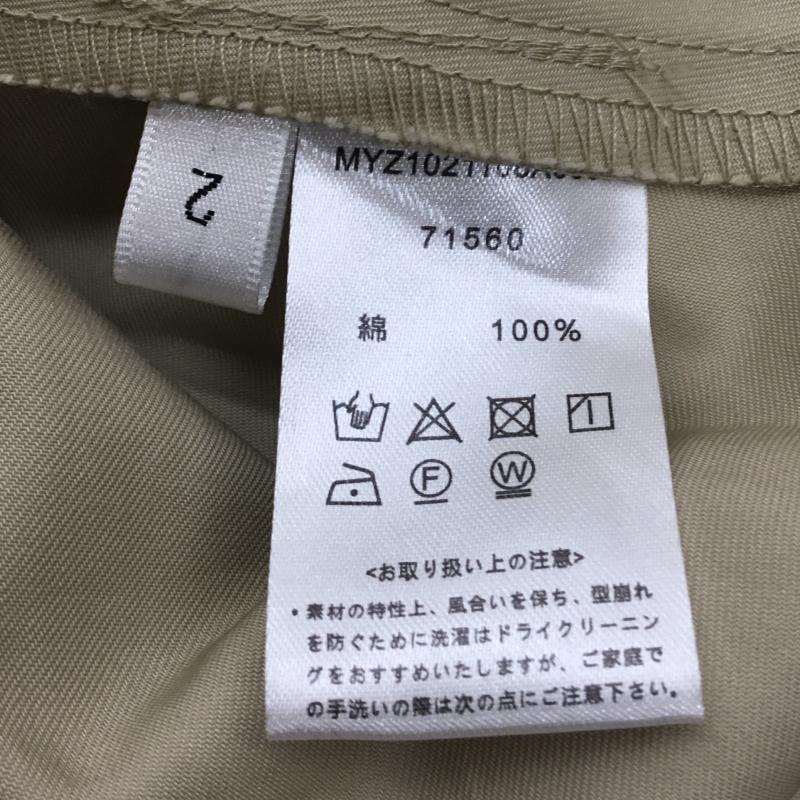 2
71560
綿 100%
F W
<お取り扱い上の注意>
・素材の特性上、風合いを保ち、型崩れ
を防ぐために洗濯はドライクリーニン
グをおすすめいたしますが、ご家庭で
の手洗いの際は次の点にご注意下さい。